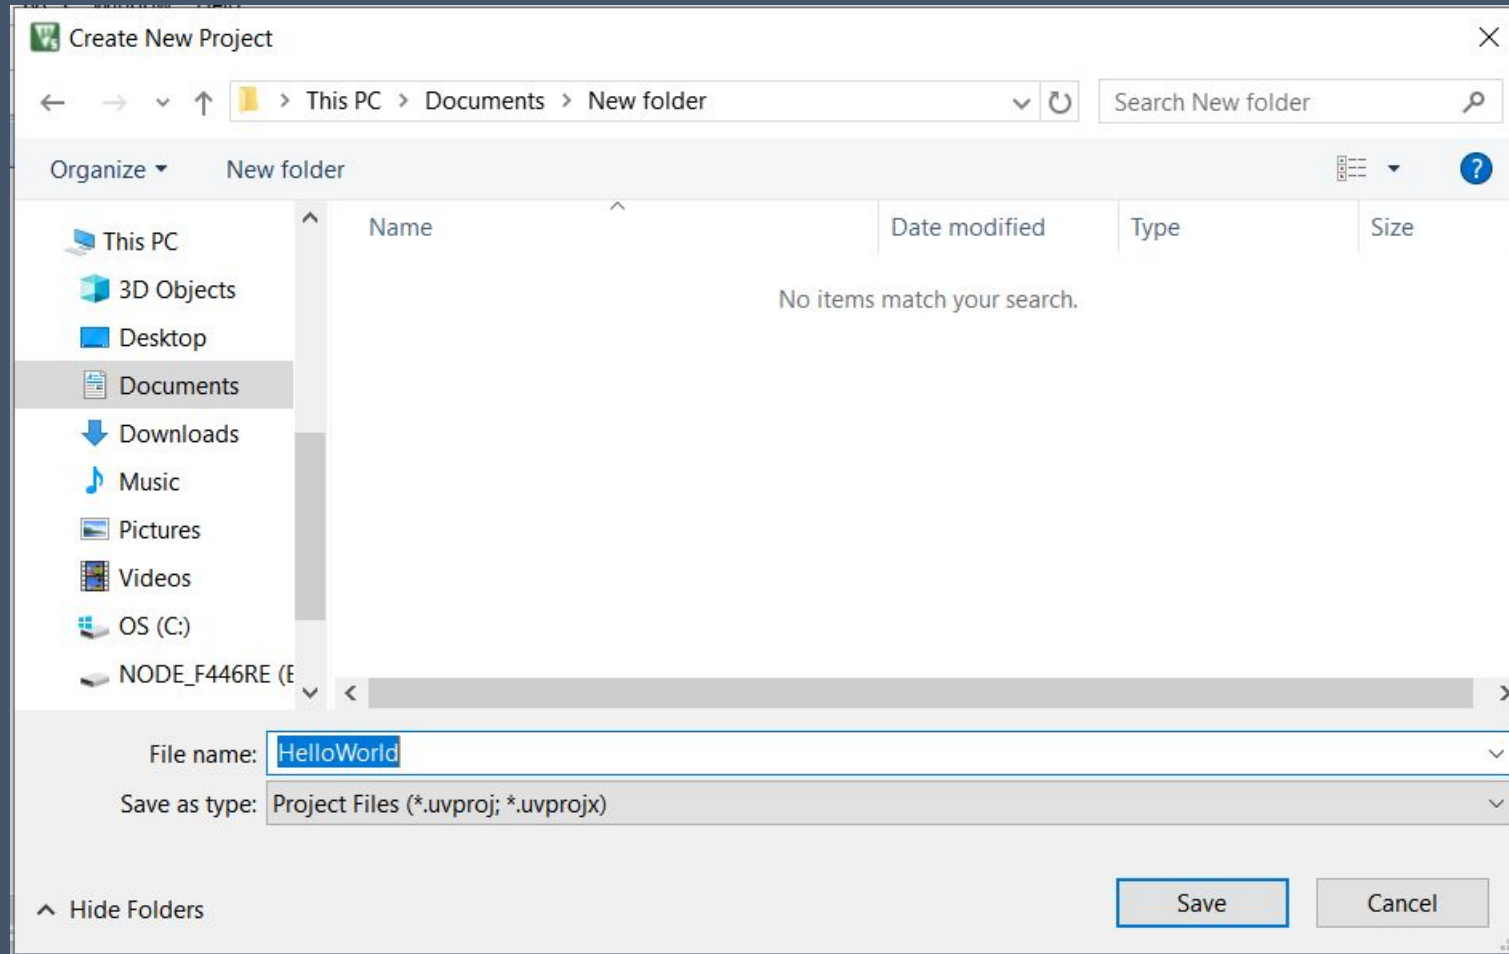 Create New Project
This PC > Documents > New folder
Search New folder
Organize New folder
?
Name Date modified Type Size
No items match your search.
This PC
3D Objects
Desktop
Documents
Downloads
Music
Pictures
Videos
OS (C:)
NODE_F446RE (E
File name: HelloWorld
Save as type: Project Files (*.uvproj; *.uvprojx)
Hide Folders
Save Cancel